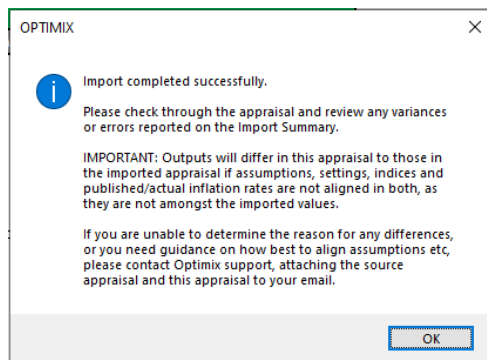 OPTIMIX
Import completed successfully.
Please check through the appraisal and review any variances
or errors reported on the Import Summary.
IMPORTANT: Outputs will differ in this appraisal to those in
the imported appraisal if assumptions, settings, indices and
published/actual inflation rates are not aligned in both, as
they are not amongst the imported values.
If you are unable to determine the reason for any differences,
or you need guidance on how best to align assumptions etc,
please contact Optimix support, attaching the source
appraisal and this appraisal to your email.
OK